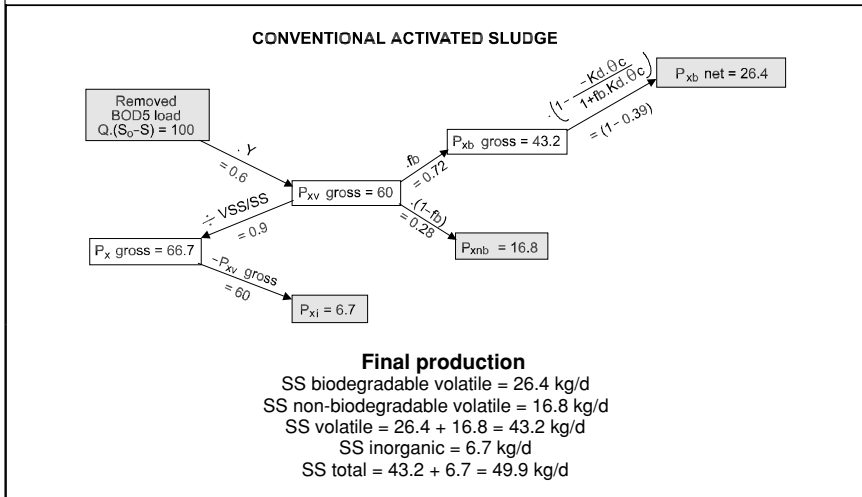 CONVENTIONAL ACTIVATED SLUDGE
Removed
BOD5 load
Q.(So–S) = 100
. Y
= 0.6
Pxv gross = 60
.fb
= 0.72
Pxb gross = 43.2
.(1– –Kd.θc / 1+fb.Kd.θc)
= (1– 0.39)
Pxb net = 26.4
.(1–fb)
= 0.28
Pxnb = 16.8
÷ VSS/SS
= 0.9
Px gross = 66.7
–Pxv gross
= 60
Pxi = 6.7
Final production
SS biodegradable volatile = 26.4 kg/d
SS non-biodegradable volatile = 16.8 kg/d
SS volatile = 26.4 + 16.8 = 43.2 kg/d
SS inorganic = 6.7 kg/d
SS total = 43.2 + 6.7 = 49.9 kg/d